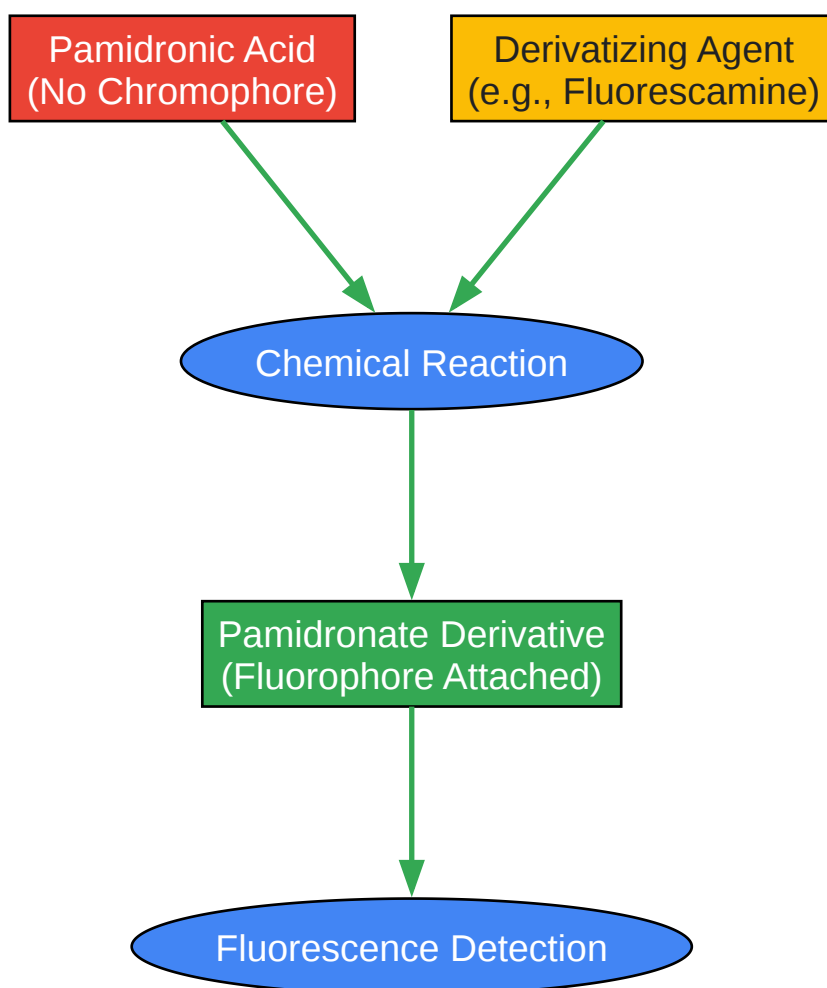 Pamidronic Acid
(No Chromophore)
Derivatizing Agent
(e.g., Fluorescamine)
Chemical Reaction
Pamidronate Derivative
(Fluorophore Attached)
Fluorescence Detection